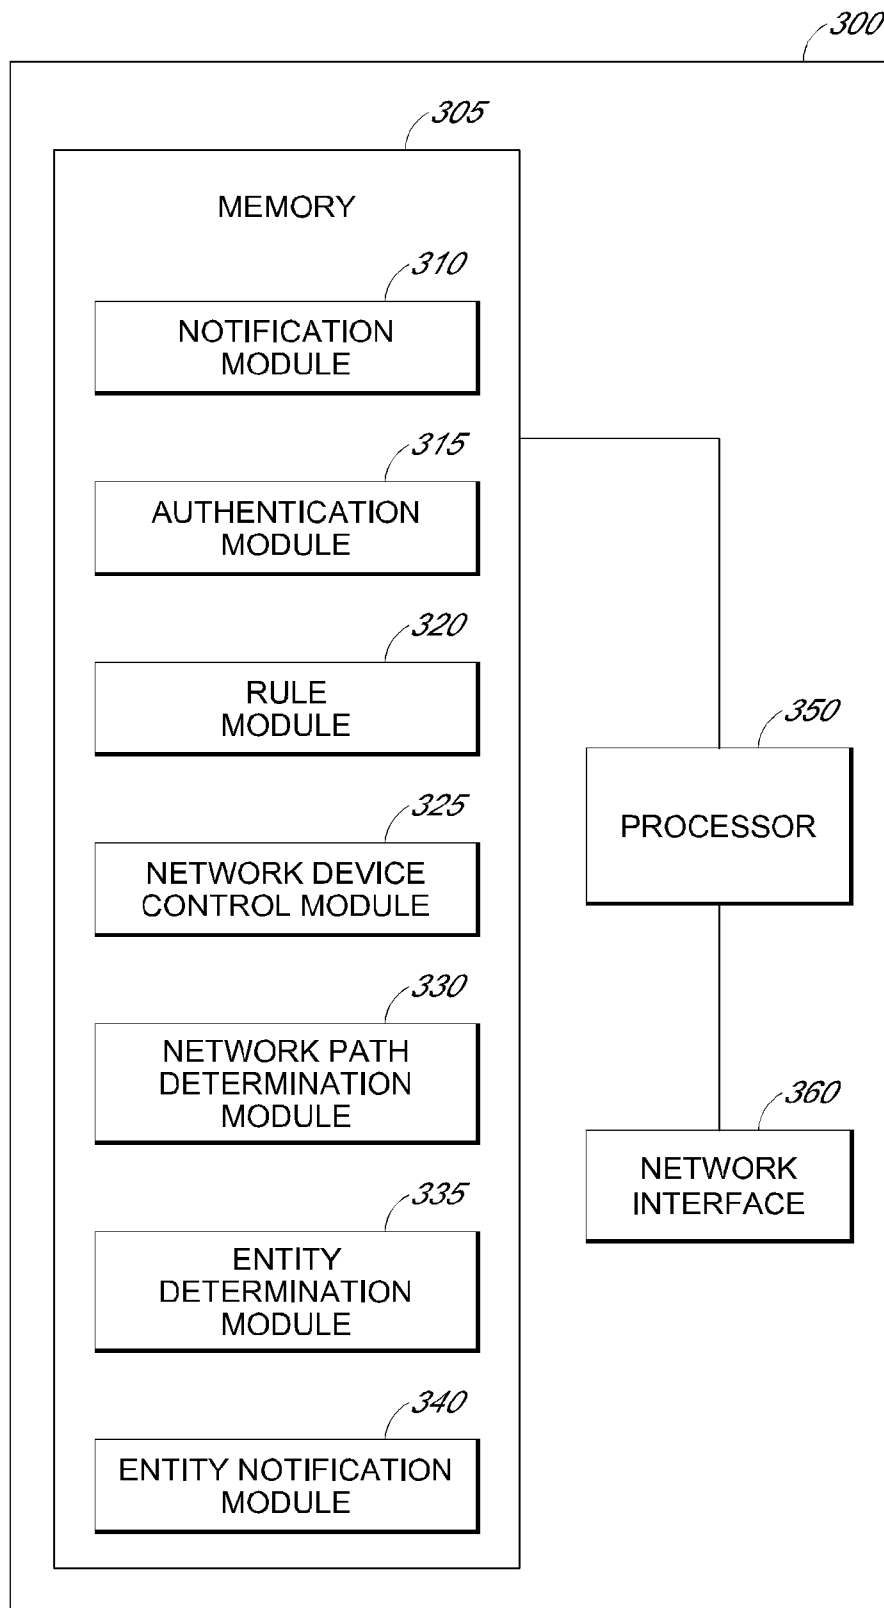 300
305
MEMORY
310
NOTIFICATION
MODULE
315
AUTHENTICATION
MODULE
320
RULE
MODULE
325
NETWORK DEVICE
CONTROL MODULE
330
NETWORK PATH
DETERMINATION
MODULE
335
ENTITY
DETERMINATION
MODULE
340
ENTITY NOTIFICATION
MODULE
350
PROCESSOR
360
NETWORK
INTERFACE